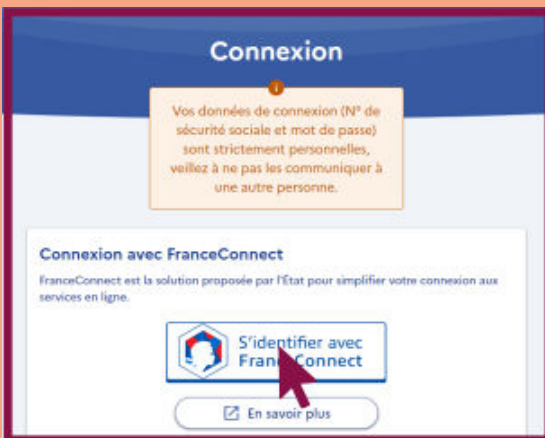 Connexion
Vos données de connexion (N° de
sécurité sociale et mot de passe)
sont strictement personnelles,
veillez à ne pas les communiquer à
une autre personne.
Connexion avec FranceConnect
FranceConnect est la solution proposée par l'État pour simplifier votre connexion aux
services en ligne.
S'identifier avec
FranceConnect
En savoir plus